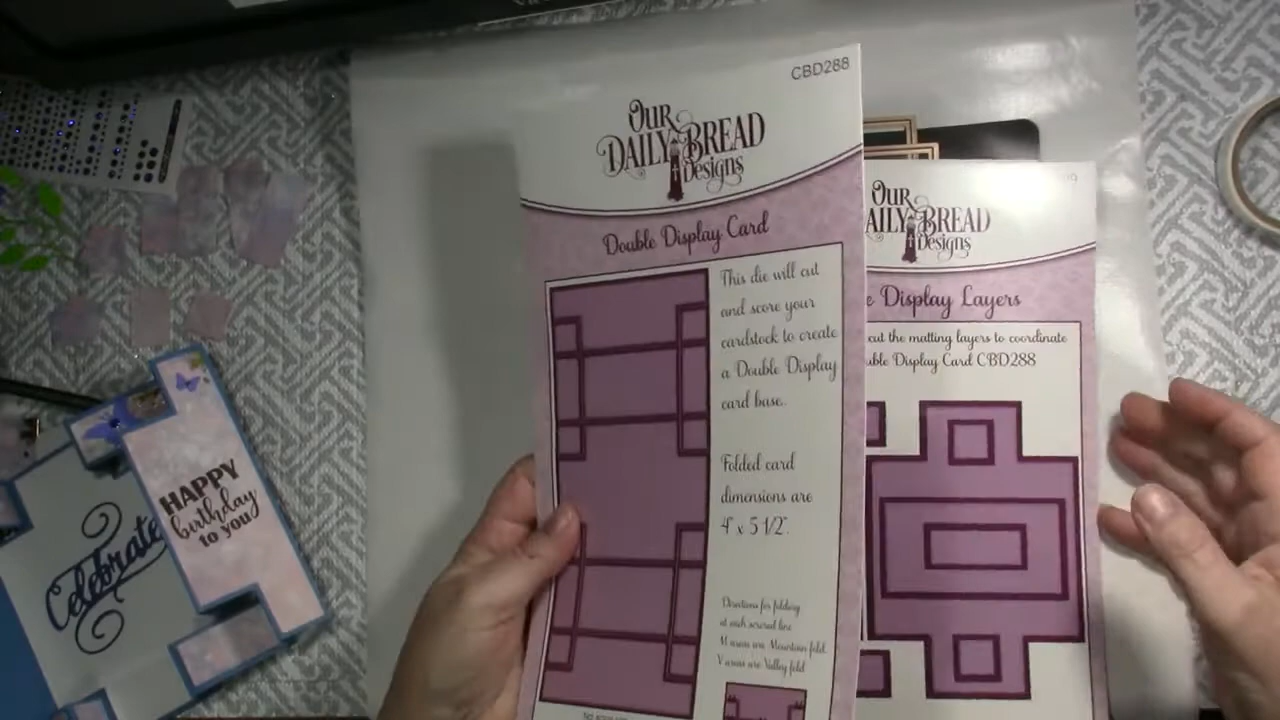 CBD288
OUR
DAILY BREAD
Designs
Double Display Card
This die will cut
and score your
cardstock to create
a Double Display
card base.
Folded card
dimensions are
4" x 5 1/2".
Directions for folding
at each scored line
M areas are Mountain fold
V areas are Valley fold
OUR
AILY BREAD
Designs
e Display Layers
cut the matting layers to coordinate
uble Display Card CBD288
HAPPY
birthday
to you
Celebrate